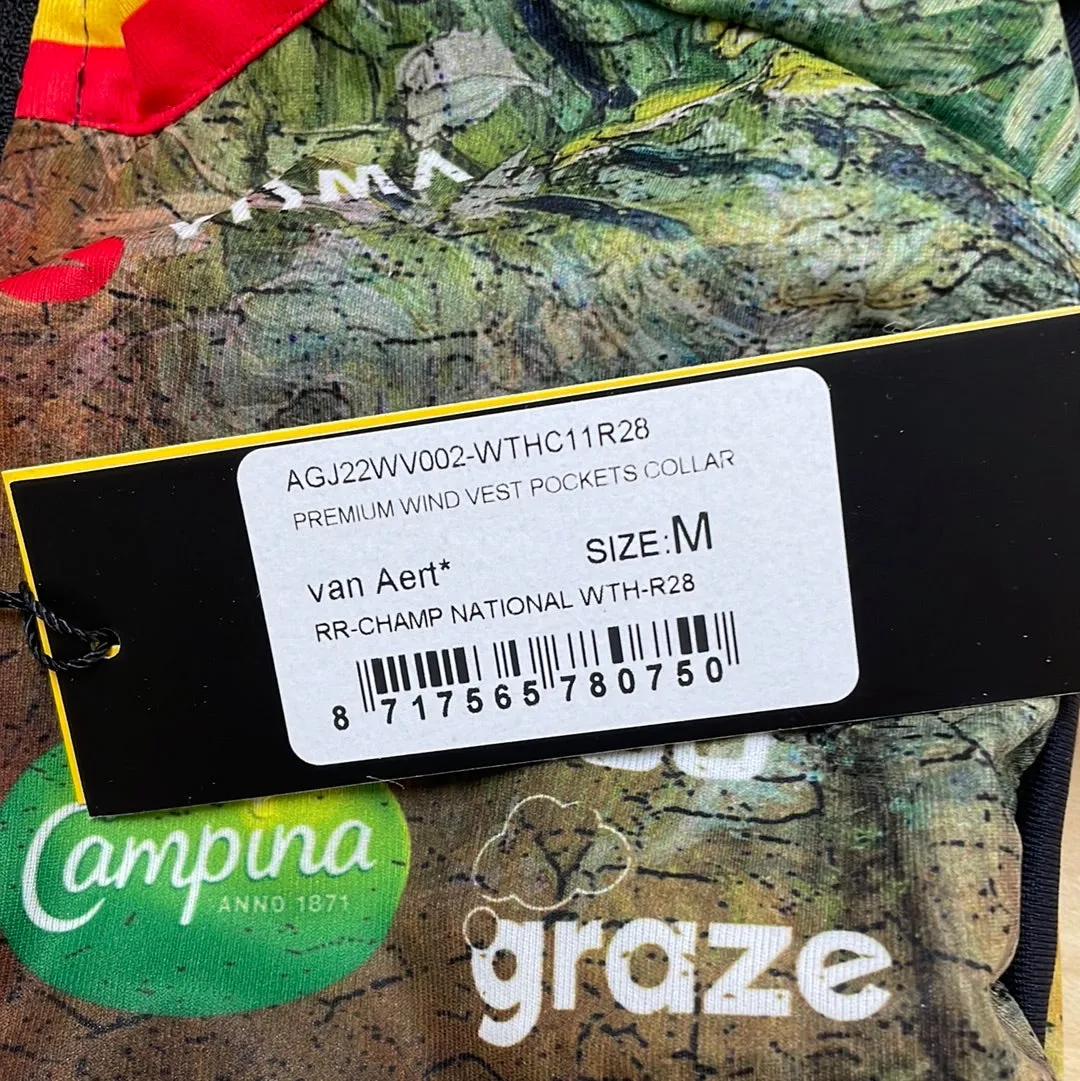 AGJ22WV002-WTHC11R28
PREMIUM WIND VEST POCKETS COLLAR
van Aert* SIZE:M
RR-CHAMP NATIONAL WTH-R28
8 717565 780750
Campina
ANNO 1871
graze